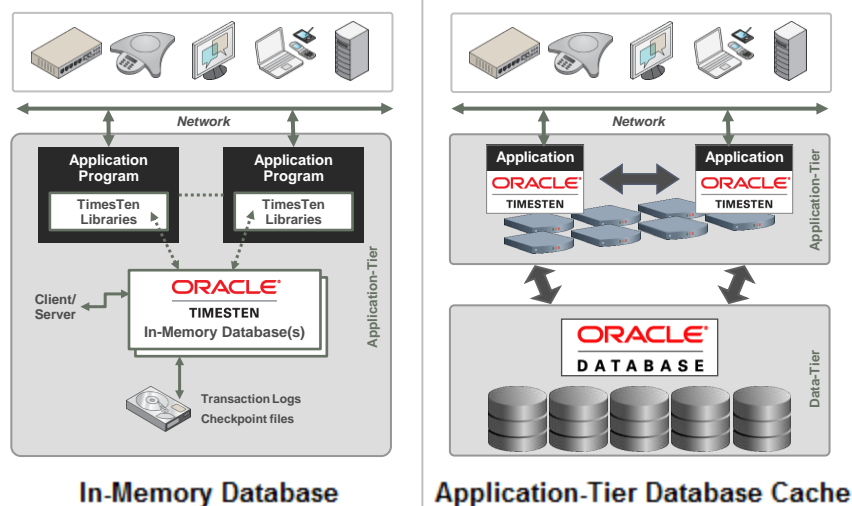 Network
Application
Program
TimesTen
Libraries
Application
Program
TimesTen
Libraries
Client/
Server
ORACLE®
TIMESTEN
In-Memory Database(s)
Transaction Logs
Checkpoint files
Application-Tier
In-Memory Database
Network
Application
ORACLE®
TIMESTEN
Application
ORACLE®
TIMESTEN
Application-Tier
ORACLE®
DATABASE
Data-Tier
Application-Tier Database Cache